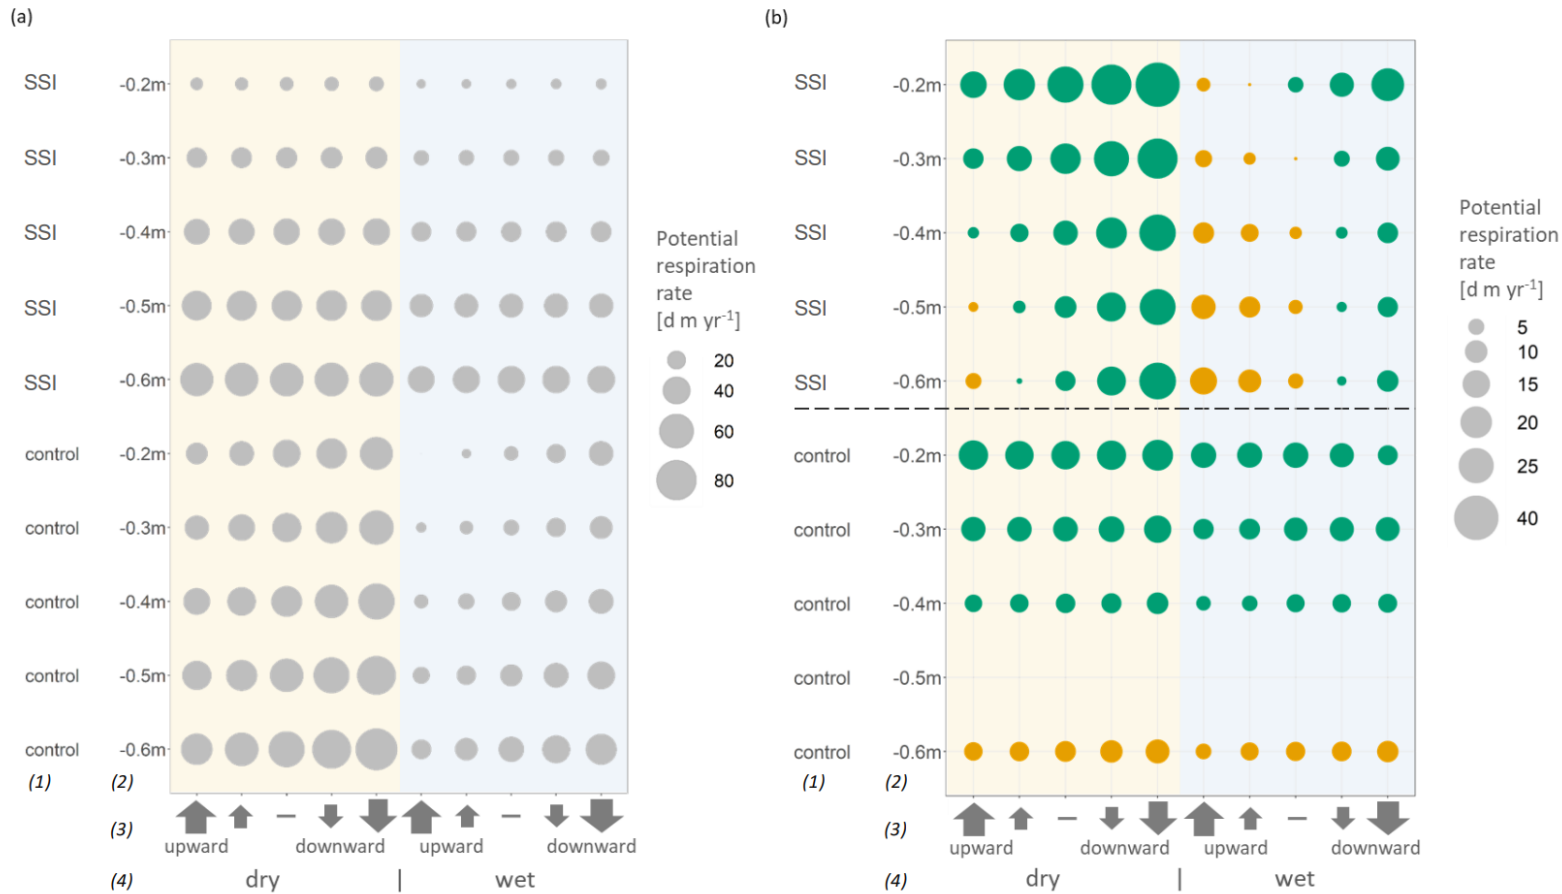 (a)
SSI -0.2m
SSI -0.3m
SSI -0.4m
SSI -0.5m
SSI -0.6m
control -0.2m
control -0.3m
control -0.4m
control -0.5m
control -0.6m
(1) (2)
(3)
upward downward upward downward
(4) dry | wet
Potential
respiration
rate
[d m yr⁻¹]
20
40
60
80
(b)
SSI -0.2m
SSI -0.3m
SSI -0.4m
SSI -0.5m
SSI -0.6m
control -0.2m
control -0.3m
control -0.4m
control -0.5m
control -0.6m
(1) (2)
(3)
upward downward upward downward
(4) dry | wet
Potential
respiration
rate
[d m yr⁻¹]
5
10
15
20
25
40